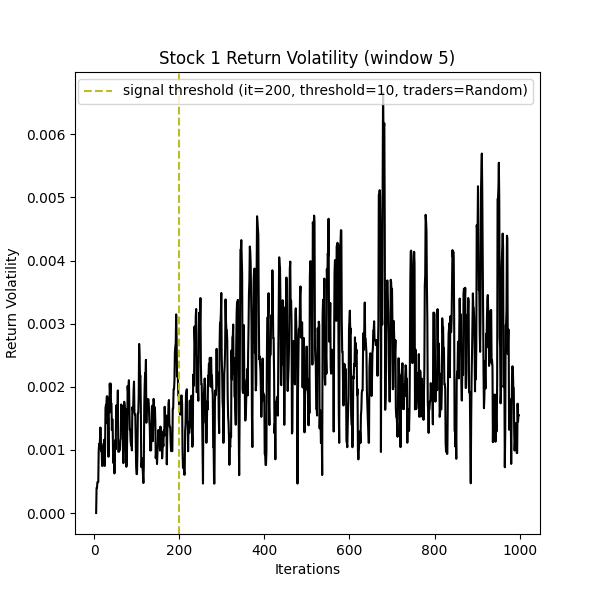 Stock 1 Return Volatility (window 5)
signal threshold (it=200, threshold=10, traders=Random)
Return Volatility
0.006
0.005
0.004
0.003
0.002
0.001
0.000
0 200 400 600 800 1000
Iterations